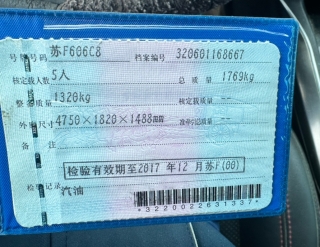 号牌号码 苏F606C8 档案编号 320601168667
核定载人数 5人 总质量 1769kg
整备质量 1320kg 核定载质量 --
外廓尺寸 4750×1820×1488mm 准牵引总质量 --
备注
检验有效期至2017年12月苏F(00)
检验记录 汽油
*3220022631337*